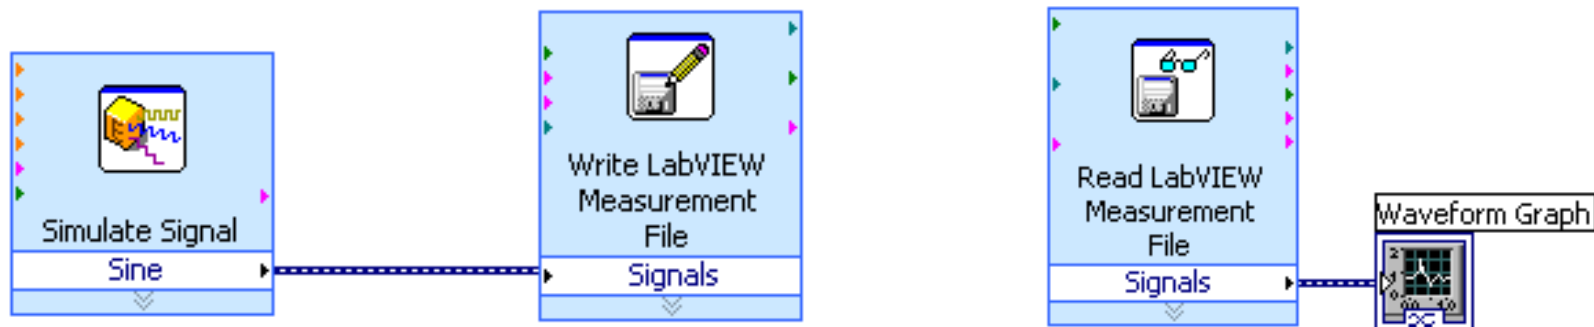 Simulate Signal
Sine
Write LabVIEW
Measurement
File
Signals
Read LabVIEW
Measurement
File
Signals
Waveform Graph